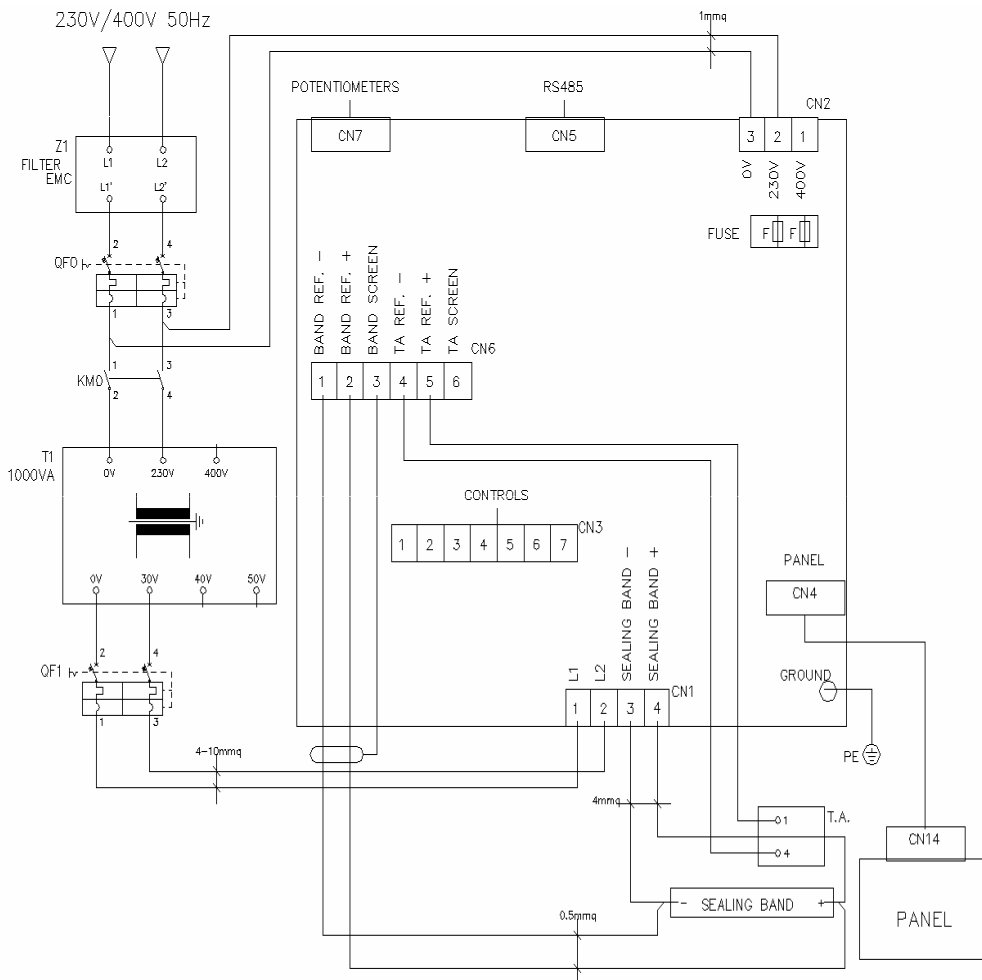 230V/400V 50Hz
1mmq
POTENTIOMETERS
RS485
CN2
CN7
CN5
3 2 1
0V
230V
400V
Z1
FILTER
EMC
L1 L2
L1' L2'
FUSE
F F
2 4
QF0
1 3
BAND REF. -
BAND REF. +
BAND SCREEN
TA REF. -
TA REF. +
TA SCREEN
CN6
1 2 3 4 5 6
1 3
KM0
2 4
T1
1000VA
0V 230V 400V
CONTROLS
CN3
1 2 3 4 5 6 7
0V 30V 40V 50V
PANEL
CN4
2 4
QF1
1 3
L1
L2
SEALING BAND -
SEALING BAND +
CN1
1 2 3 4
GROUND
PE
4-10mmq
4mmq
T.A.
1
4
CN14
PANEL
- SEALING BAND +
0.5mmq